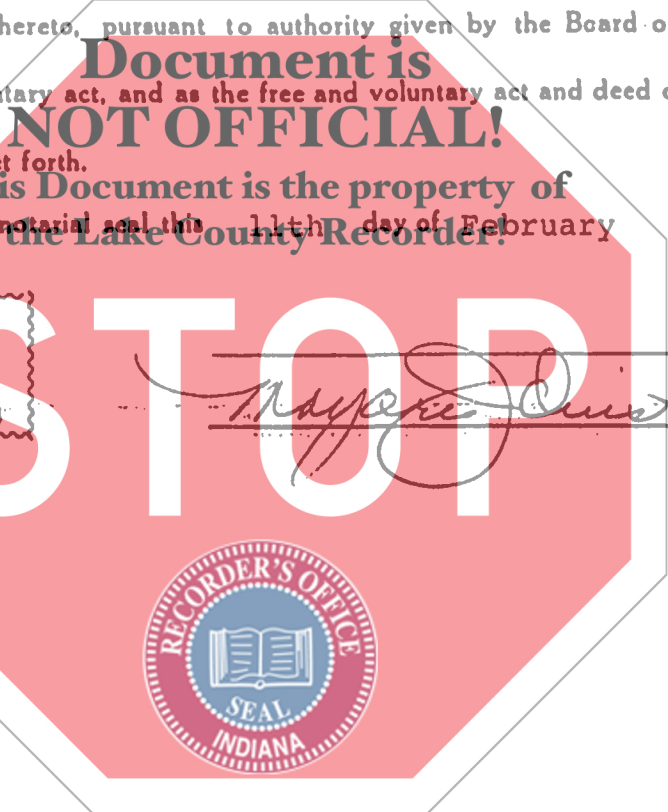 hereto, pursuant to authority given by the Board o
Document is
tary act, and as the free and voluntary act and deed
NOT OFFICIAL!
et forth.
is Document is the property of
notarial seal this 11th day of February
the Lake County Recorder!
STOP
Marjorie
RECORDER'S OFFICE
SEAL
INDIANA